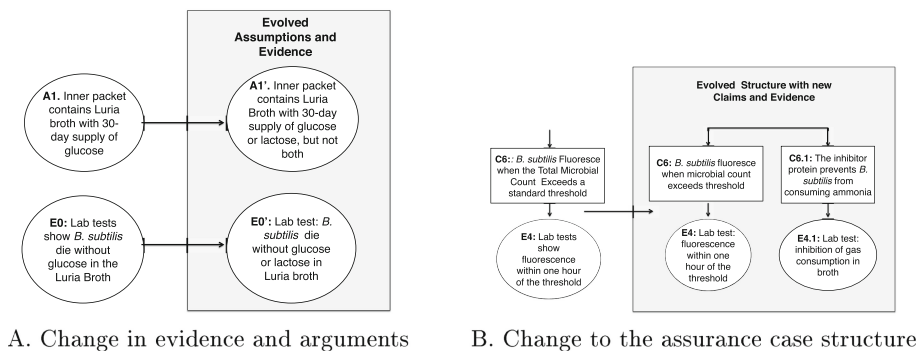 Evolved
Assumptions and
Evidence
A1. Inner packet
contains Luria
broth with 30-
day supply of
glucose
A1'. Inner packet
contains Luria
Broth with 30-day
supply of glucose
or lactose, but not
both
E0: Lab tests
show B. subtilis
die without
glucose in the
Luria Broth
E0': Lab test: B.
subtilis die
without glucose
or lactose in
Luria broth
A. Change in evidence and arguments
Evolved Structure with new
Claims and Evidence
C6:: B. subtilis Fluoresce
when the Total Microbial
Count Exceeds a
standard threshold
E4: Lab tests
show
fluorescence
within one hour
of the threshold
C6: B. subtilis fluoresce
when microbial count
exceeds threshold
E4: Lab test:
fluorescence
within one
hour of the
threshold
C6.1: The inhibitor
protein prevents B.
subtilis from
consuming ammonia
E4.1: Lab test:
inhibition of gas
consumption in
broth
B. Change to the assurance case structure